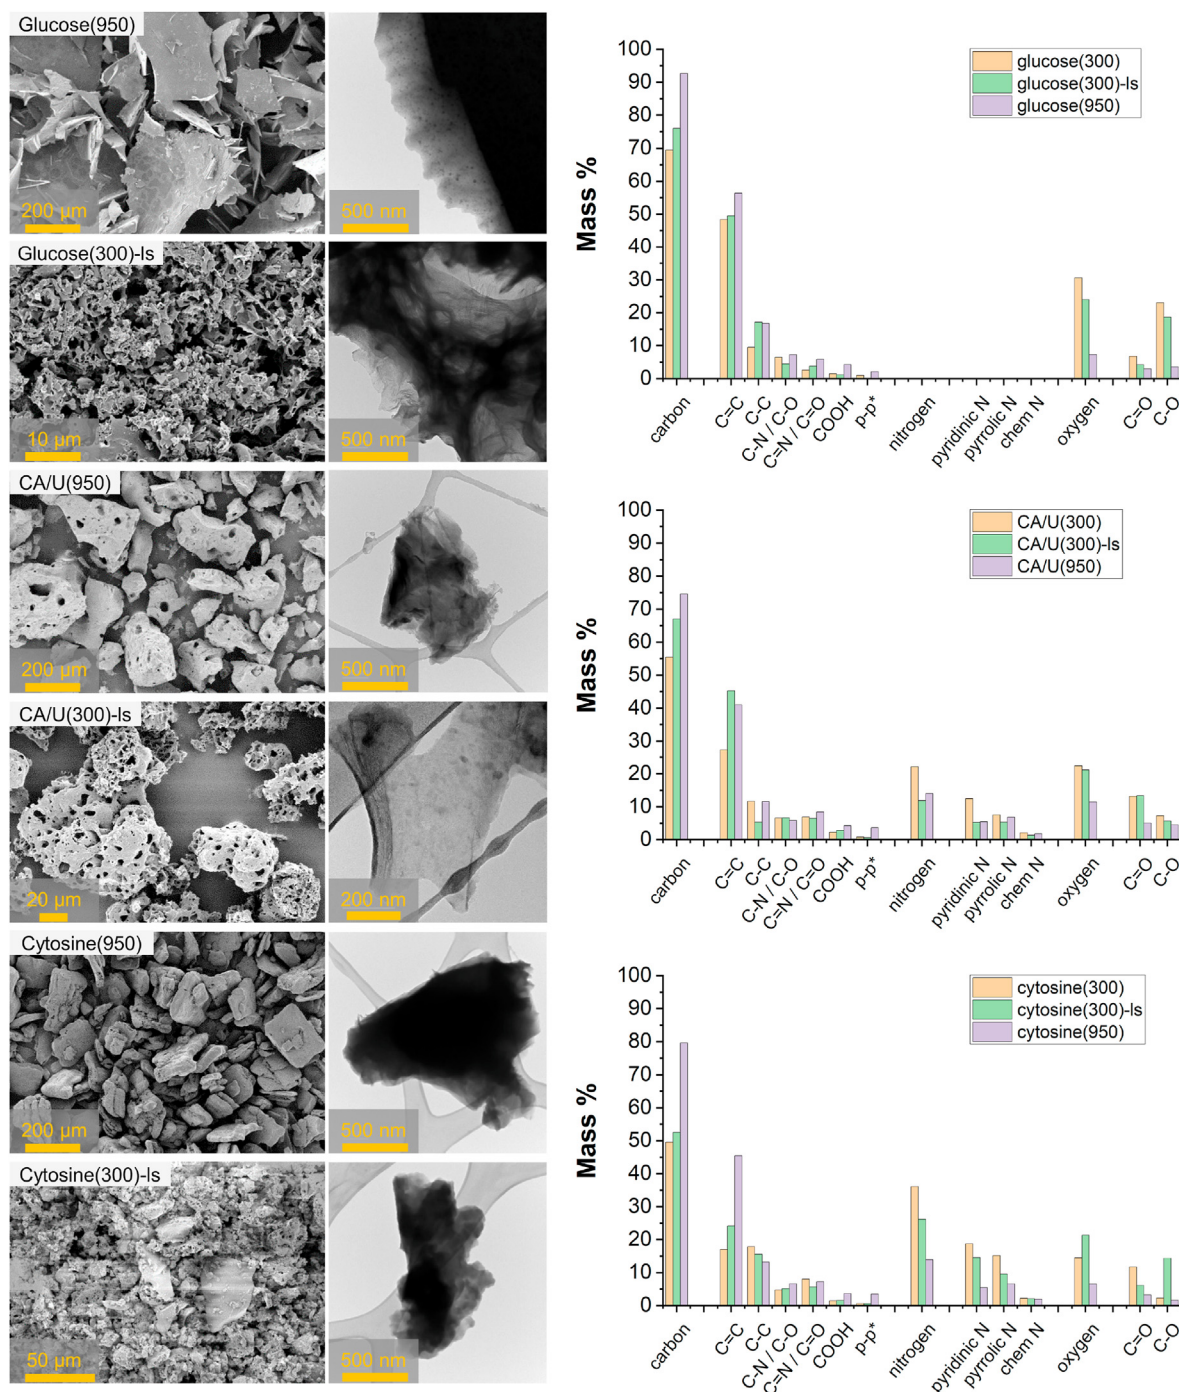 Glucose(950)
200 µm
500 nm
Glucose(300)-ls
10 µm
500 nm
CA/U(950)
200 µm
500 nm
CA/U(300)-ls
20 µm
200 nm
Cytosine(950)
200 µm
500 nm
Cytosine(300)-ls
50 µm
500 nm
Mass %
100
90
80
70
60
50
40
30
20
10
0
glucose(300)
glucose(300)-ls
glucose(950)
carbon
C=C
C-C
C-N / C-O
C=N / C=O
COOH
p-p*
nitrogen
pyridinic N
pyrrolic N
chem N
oxygen
C=O
C-O
Mass %
100
90
80
70
60
50
40
30
20
10
0
CA/U(300)
CA/U(300)-ls
CA/U(950)
carbon
C=C
C-C
C-N / C-O
C=N / C=O
COOH
p-p*
nitrogen
pyridinic N
pyrrolic N
chem N
oxygen
C=O
C-O
Mass %
100
90
80
70
60
50
40
30
20
10
0
cytosine(300)
cytosine(300)-ls
cytosine(950)
carbon
C=C
C-C
C-N / C-O
C=N / C=O
COOH
p-p*
nitrogen
pyridinic N
pyrrolic N
chem N
oxygen
C=O
C-O